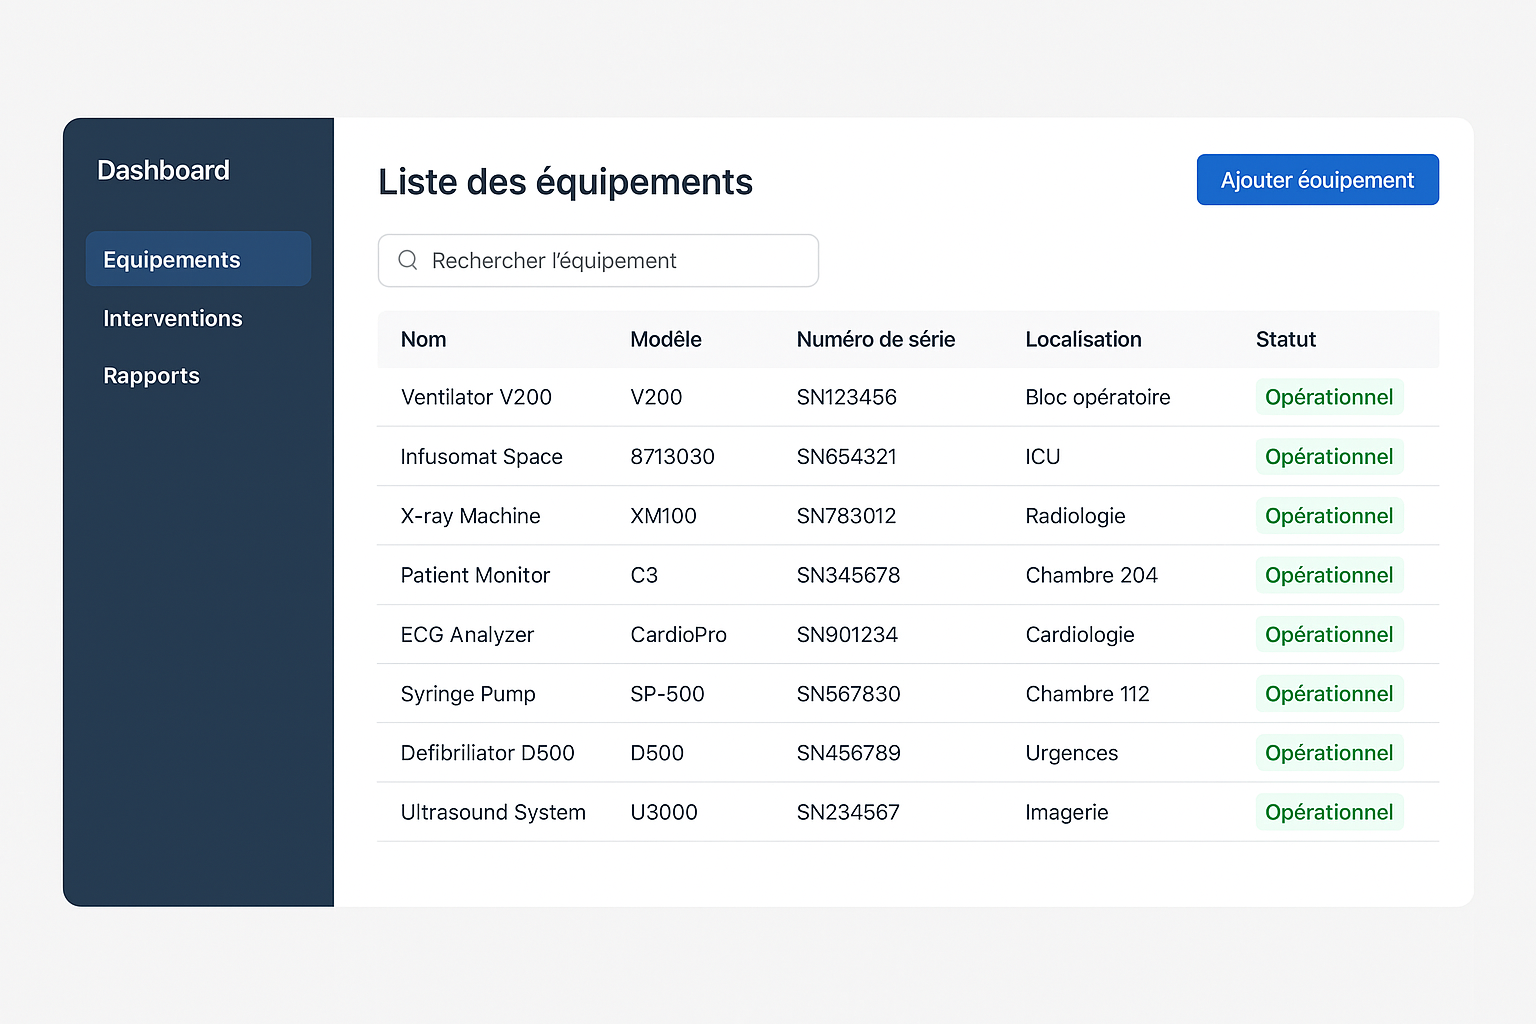 Dashboard
Equipements
Interventions
Rapports
Liste des équipements
Ajouter éouipement
Rechercher l’équipement
Nom Modêle Numéro de série Localisation Statut
Ventilator V200 V200 SN123456 Bloc opératoire Opérationnel
Infusomat Space 8713030 SN654321 ICU Opérationnel
X-ray Machine XM100 SN783012 Radiologie Opérationnel
Patient Monitor C3 SN345678 Chambre 204 Opérationnel
ECG Analyzer CardioPro SN901234 Cardiologie Opérationnel
Syringe Pump SP-500 SN567830 Chambre 112 Opérationnel
Defibriliator D500 D500 SN456789 Urgences Opérationnel
Ultrasound System U3000 SN234567 Imagerie Opérationnel